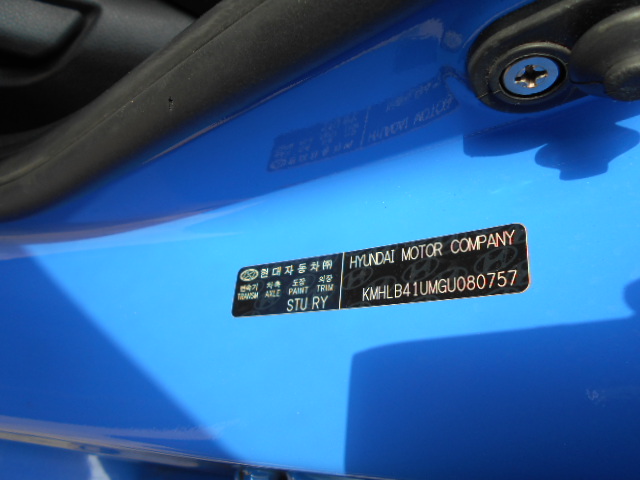 현대자동차㈜
변속기 차축 도장 외장
TRANSM AXLE PAINT TRIM
STU RY
HYUNDAI MOTOR COMPANY
KMHLB41UMGU080757